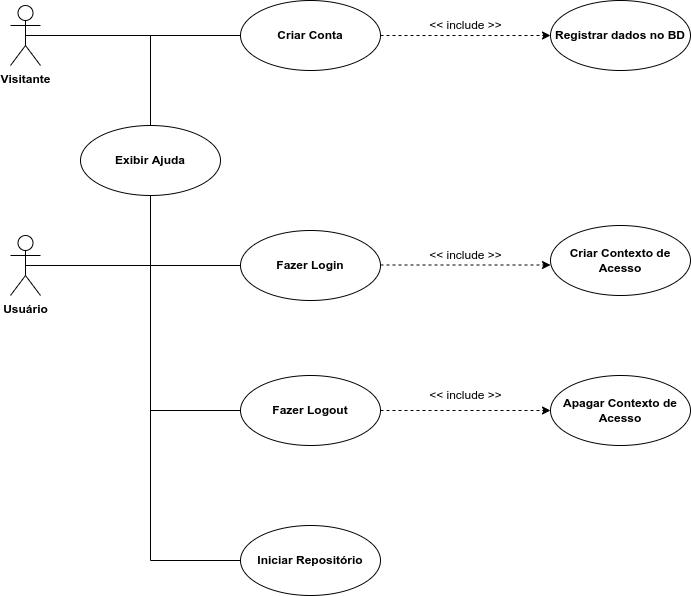 Visitante
Criar Conta
<< include >>
Registrar dados no BD
Exibir Ajuda
Usuário
Fazer Login
<< include >>
Criar Contexto de
Acesso
Fazer Logout
<< include >>
Apagar Contexto de
Acesso
Iniciar Repositório